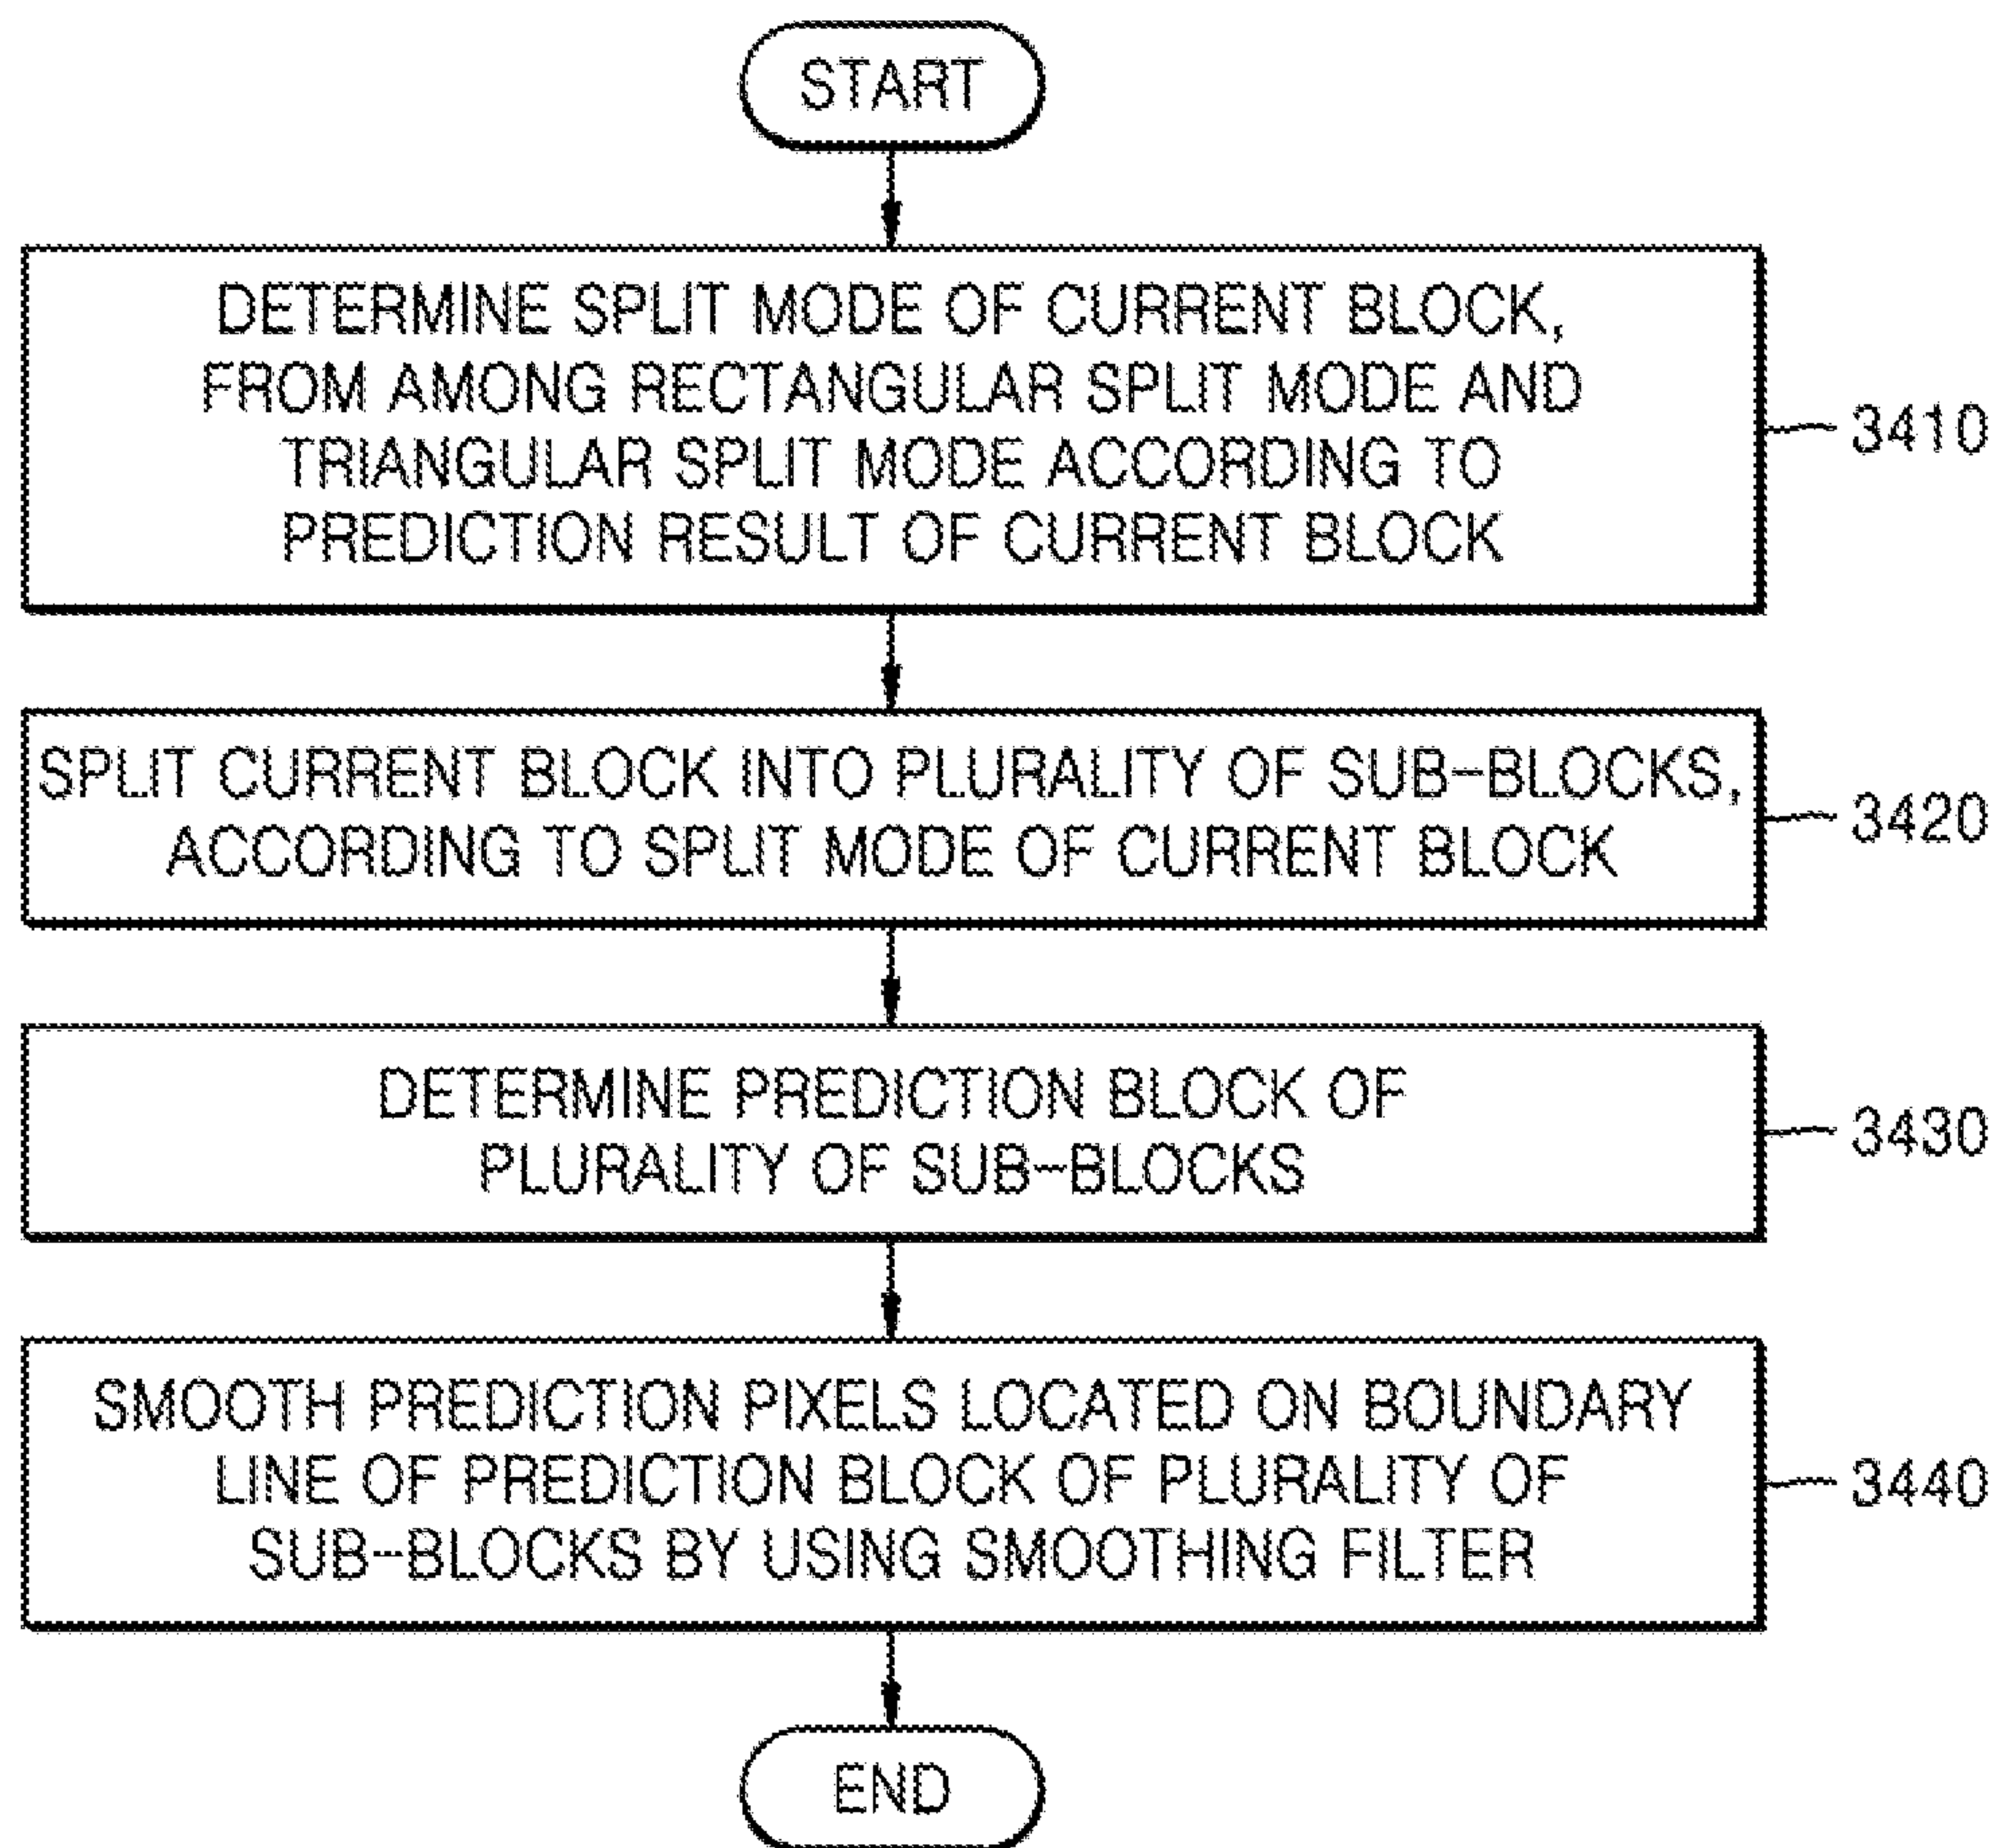 START
DETERMINE SPLIT MODE OF CURRENT BLOCK,
FROM AMONG RECTANGULAR SPLIT MODE AND
TRIANGULAR SPLIT MODE ACCORDING TO
PREDICTION RESULT OF CURRENT BLOCK
3410
SPLIT CURRENT BLOCK INTO PLURALITY OF SUB-BLOCKS,
ACCORDING TO SPLIT MODE OF CURRENT BLOCK
3420
DETERMINE PREDICTION BLOCK OF
PLURALITY OF SUB-BLOCKS
3430
SMOOTH PREDICTION PIXELS LOCATED ON BOUNDARY
LINE OF PREDICTION BLOCK OF PLURALITY OF
SUB-BLOCKS BY USING SMOOTHING FILTER
3440
END